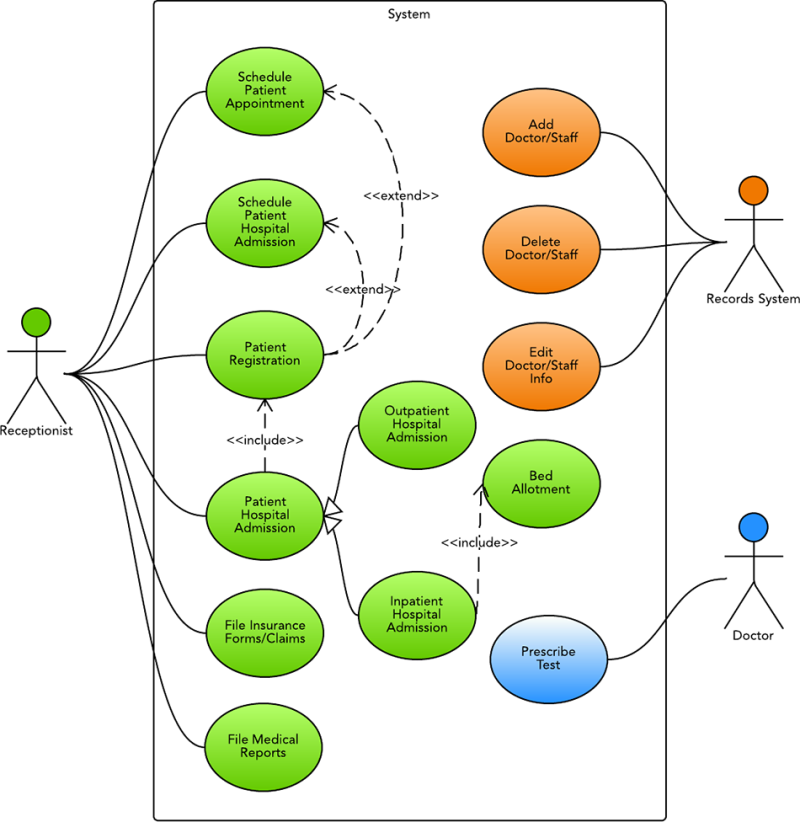 System
Schedule
Patient
Appointment
Add
Doctor/Staff
<<extend>>
Schedule
Patient
Hospital
Admission
Delete
Doctor/Staff
<<extend>>
Records System
Patient
Registration
Edit
Doctor/Staff
Info
Receptionist
Outpatient
Hospital
Admission
<<include>>
Bed
Allotment
Patient
Hospital
Admission
<<include>>
Inpatient
Hospital
Admission
File Insurance
Forms/Claims
Prescribe
Test
Doctor
File Medical
Reports